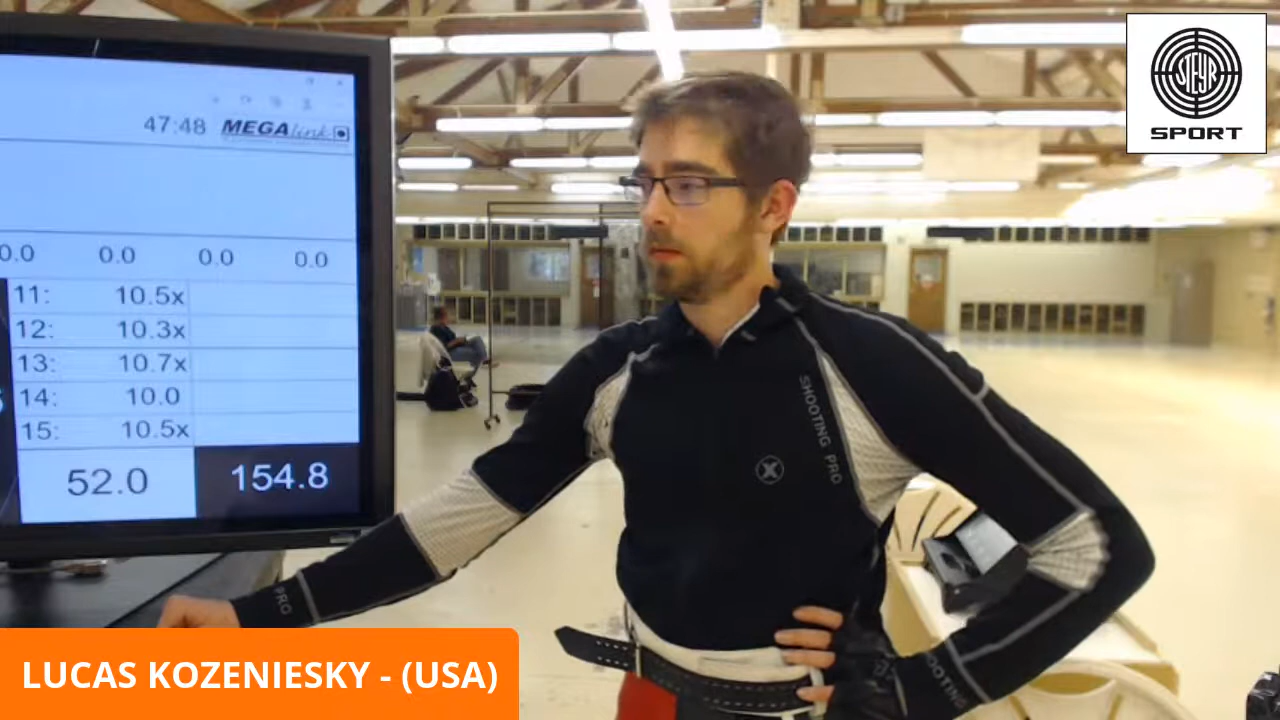 47:48 MEGAlink
0.0 0.0 0.0 0.0
11: 10.5x
12: 10.3x
13: 10.7x
14: 10.0
15: 10.5x
52.0 154.8
STEYR
SPORT
SHOOTING PRO
X
PRO
OOTING
LUCAS KOZENIESKY - (USA)